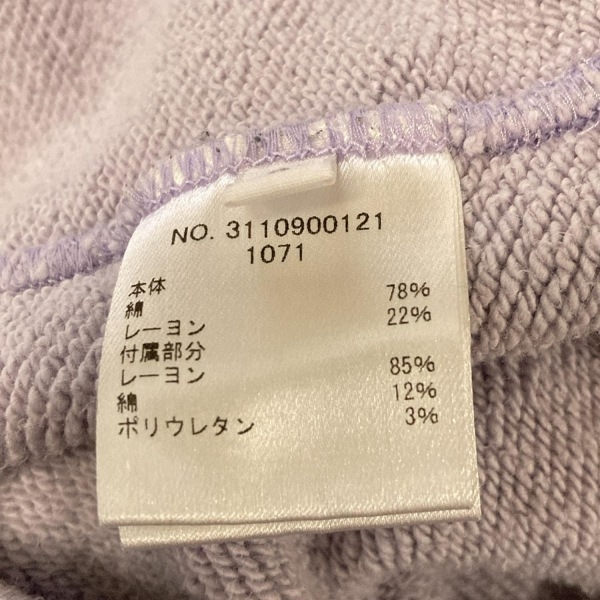 NO. 3110900121
1071
本体
綿 78%
レーヨン 22%
付属部分
レーヨン 85%
綿 12%
ポリウレタン 3%